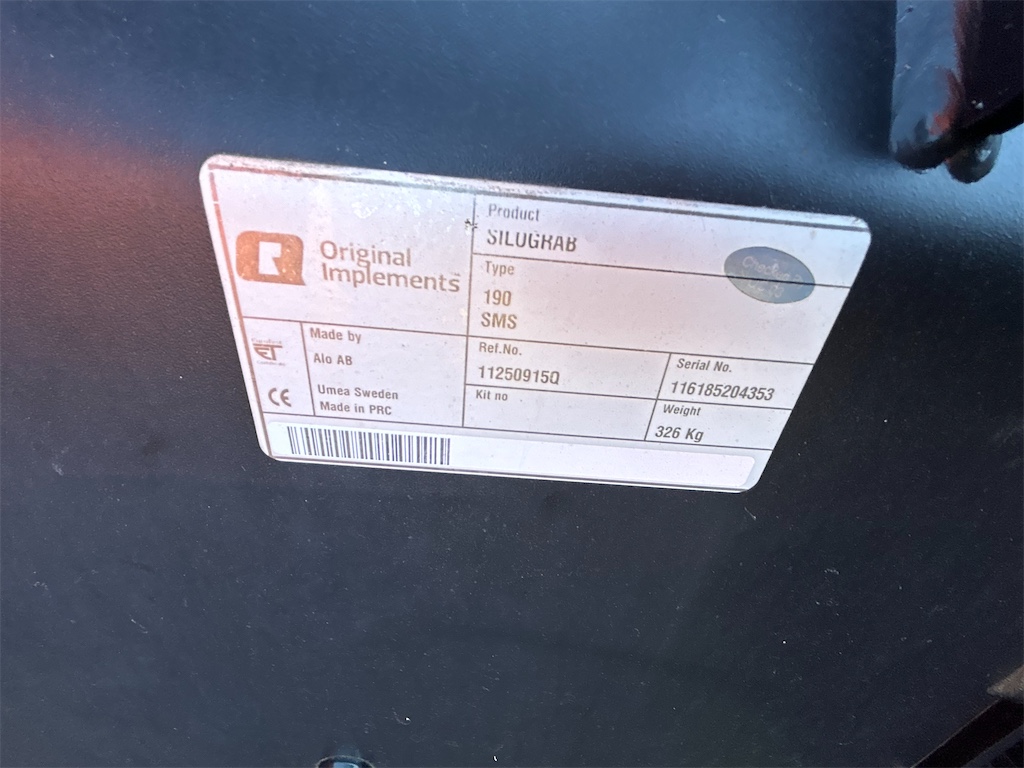 Original
Implements™
Product
SILOGRAB
Type
190
SMS
Made by
Alo AB
Umea Sweden
Made in PRC
CE
Ref.No.
11250915Q
Serial No.
116185204353
Kit no
Weight
326 Kg